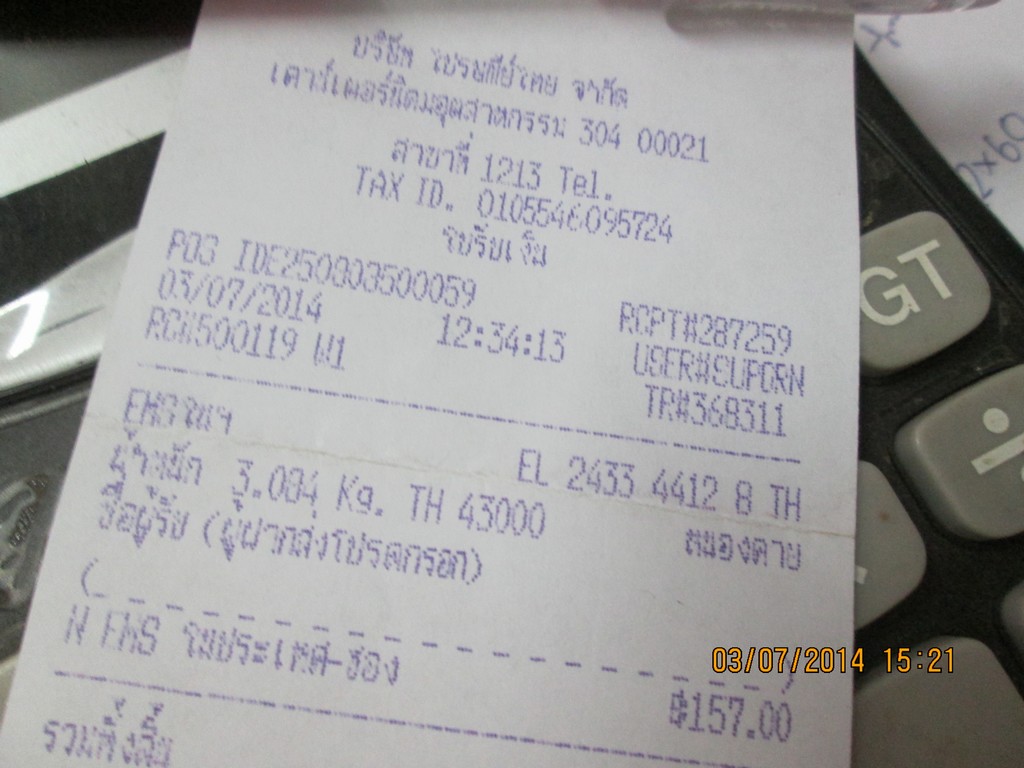 บริษัท ไปรษณีย์ไทย จำกัด
เคาน์เตอร์นิคมอุตสาหกรรม 304 00021
สาขาที่ 1213 Tel.
TAX ID. 0105546095724
ใบรับเงิน
POS IDE250003500059
03/07/2014 12:34:13 RCPT#287259
RC#500119 W1 USER#SUPORN
TR#368311
EMSในฯ EL 2433 4412 8 TH
น้ำหนัก 3.084 Kg. TH 43000 หนองคาย
ชื่อผู้รับ (ผู้ฝากส่งโปรดกรอก)
(_ _ _ _ _ _ _ _ _ _ _ _ _ _ _ _)
N EMS ในประเทศ-ซอง ฿157.00
รวมทั้งสิ้น
GT
÷
2×60
03/07/2014 15:21